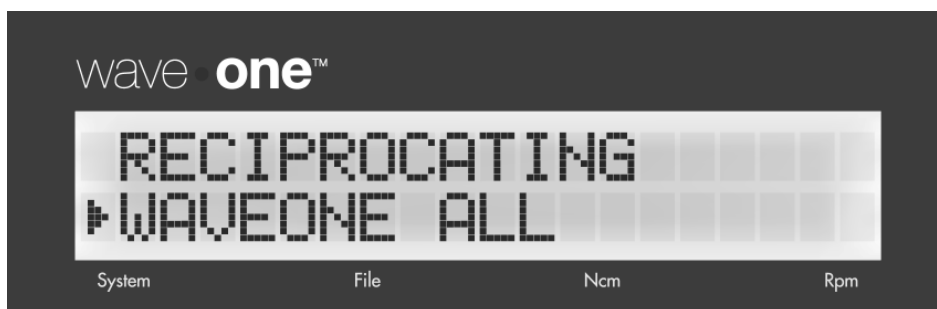 wave•one™
RECIPROCATING
▶WAVEONE ALL
System File Ncm Rpm